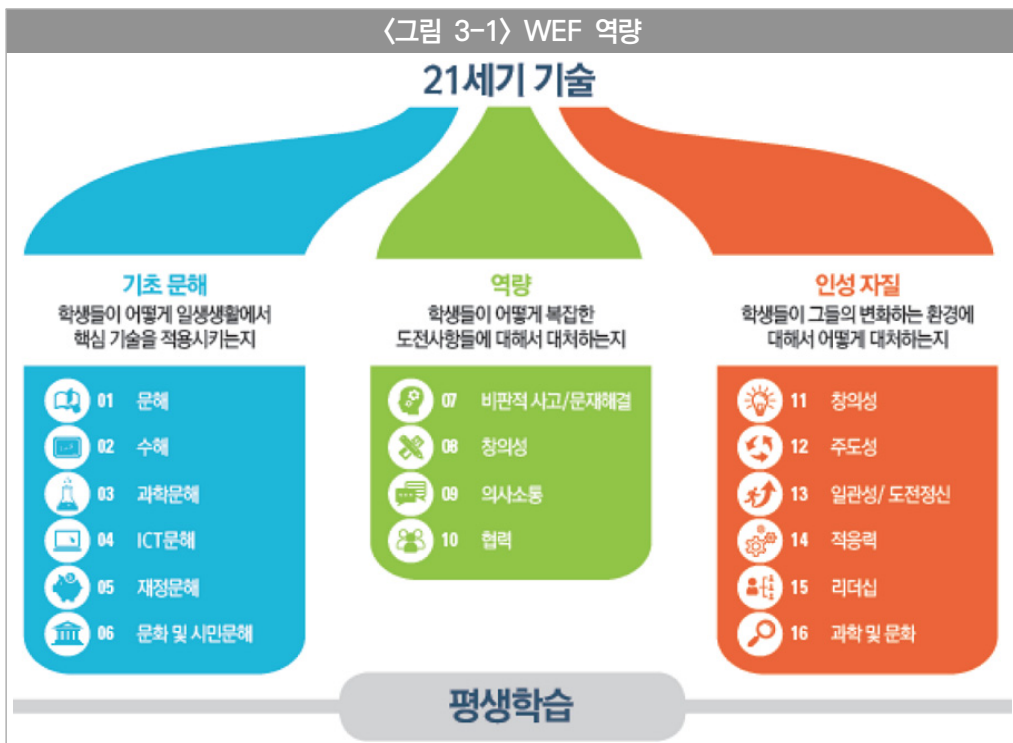 <그림 3-1> WEF 역량
21세기 기술
기초 문해
학생들이 어떻게 일생생활에서
핵심 기술을 적용시키는지
01 문해
02 수해
03 과학문해
04 ICT문해
05 재정문해
06 문화 및 시민문해
역량
학생들이 어떻게 복잡한
도전사항들에 대해서 대처하는지
07 비판적 사고/문재해결
08 창의성
09 의사소통
10 협력
인성 자질
학생들이 그들의 변화하는 환경에
대해서 어떻게 대처하는지
11 창의성
12 주도성
13 일관성/ 도전정신
14 적응력
15 리더십
16 과학 및 문화
평생학습